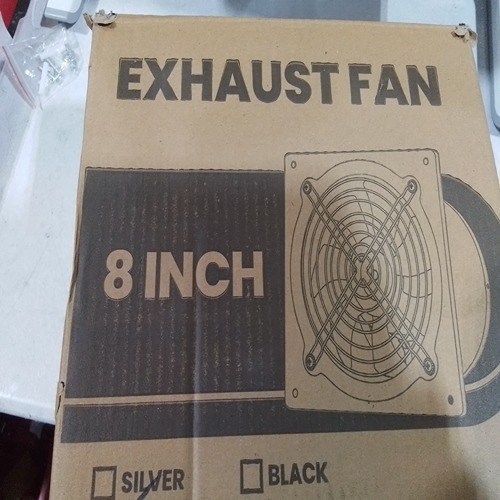 EXHAUST FAN
8 INCH
SILVER
BLACK